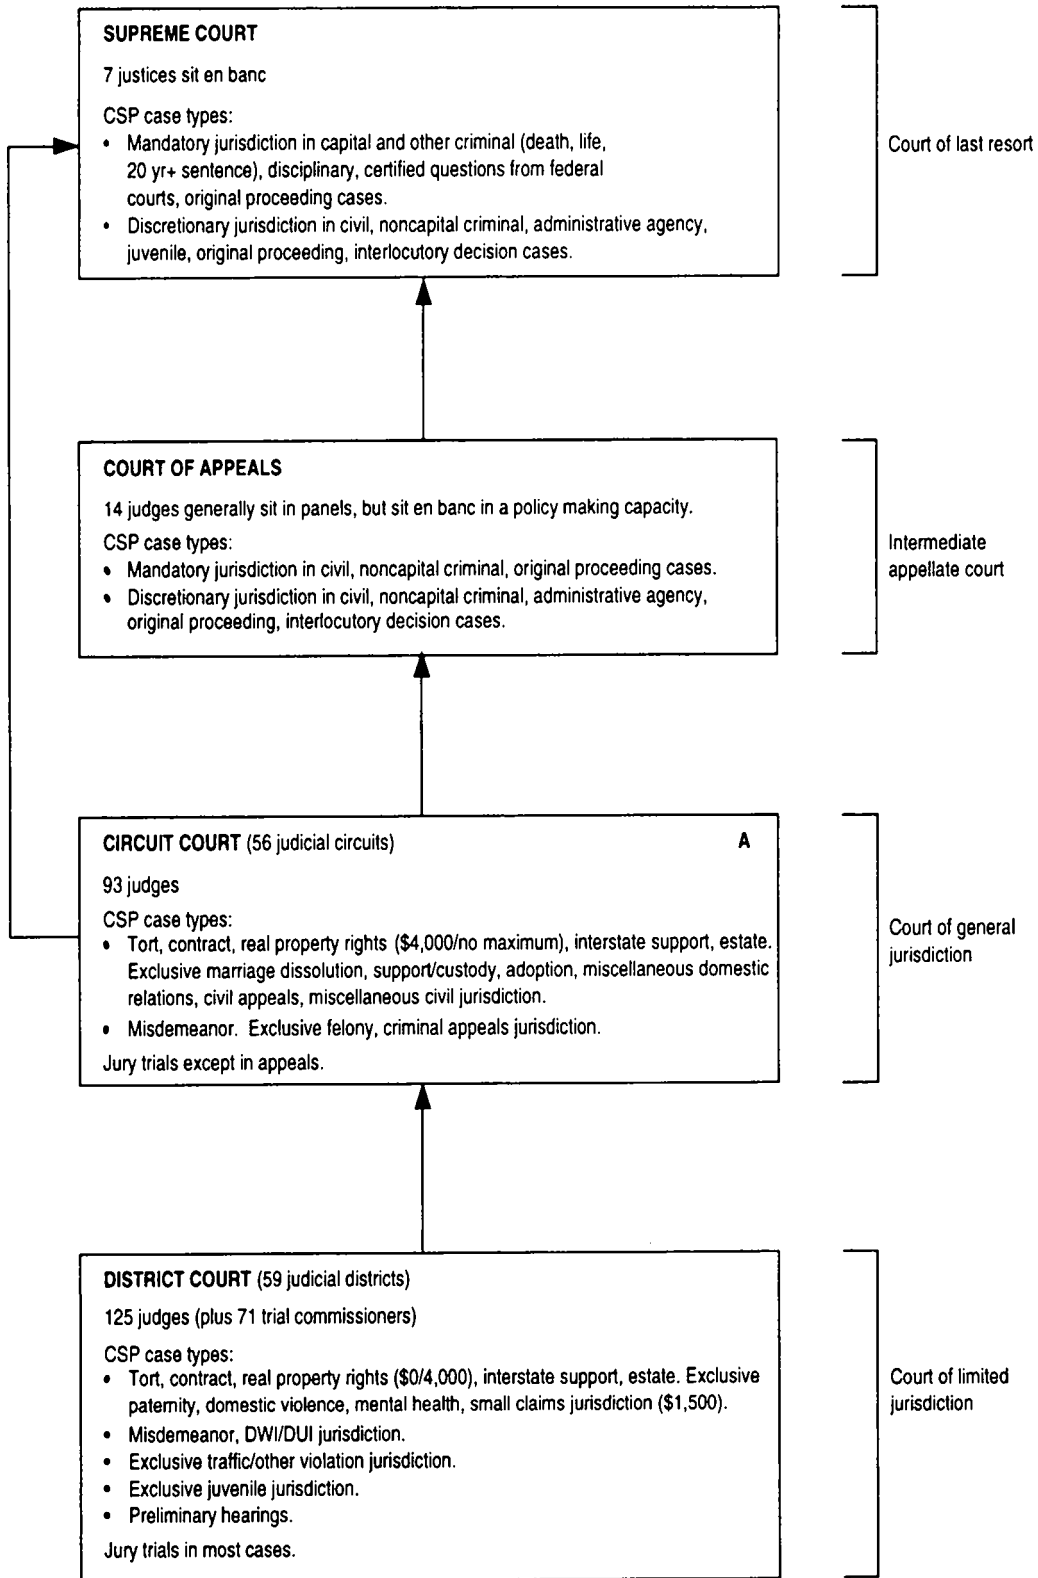 SUPREME COURT
7 justices sit en banc
CSP case types:
• Mandatory jurisdiction in capital and other criminal (death, life,
20 yr+ sentence), disciplinary, certified questions from federal
courts, original proceeding cases.
• Discretionary jurisdiction in civil, noncapital criminal, administrative agency,
juvenile, original proceeding, interlocutory decision cases.
Court of last resort
COURT OF APPEALS
14 judges generally sit in panels, but sit en banc in a policy making capacity.
CSP case types:
• Mandatory jurisdiction in civil, noncapital criminal, original proceeding cases.
• Discretionary jurisdiction in civil, noncapital criminal, administrative agency,
original proceeding, interlocutory decision cases.
Intermediate
appellate court
CIRCUIT COURT (56 judicial circuits) A
93 judges
CSP case types:
• Tort, contract, real property rights ($4,000/no maximum), interstate support, estate.
Exclusive marriage dissolution, support/custody, adoption, miscellaneous domestic
relations, civil appeals, miscellaneous civil jurisdiction.
• Misdemeanor. Exclusive felony, criminal appeals jurisdiction.
Jury trials except in appeals.
Court of general
jurisdiction
DISTRICT COURT (59 judicial districts)
125 judges (plus 71 trial commissioners)
CSP case types:
• Tort, contract, real property rights ($0/4,000), interstate support, estate. Exclusive
paternity, domestic violence, mental health, small claims jurisdiction ($1,500).
• Misdemeanor, DWI/DUI jurisdiction.
• Exclusive traffic/other violation jurisdiction.
• Exclusive juvenile jurisdiction.
• Preliminary hearings.
Jury trials in most cases.
Court of limited
jurisdiction